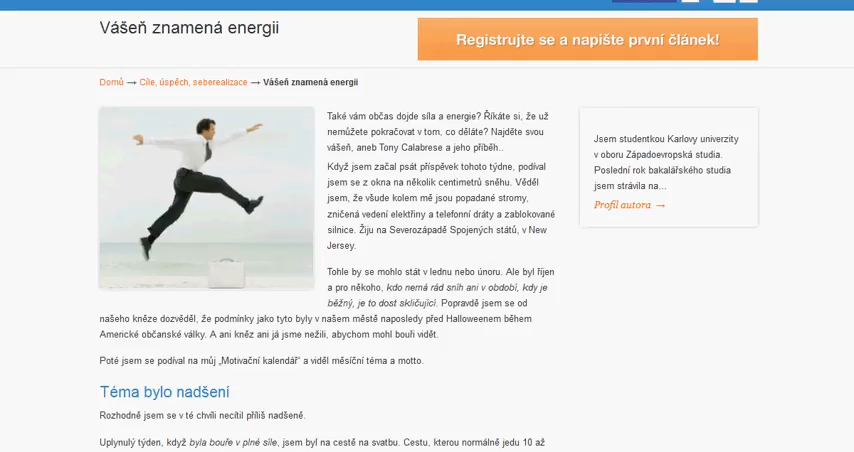 Vášeň znamená energii
Registrujte se a napište první článek!
Domů → Cíle, úspěch, seberealizace → Vášeň znamená energii
Také vám občas dojde síla a energie? Říkáte si, že už
nemůžete pokračovat v tom, co děláte? Najděte svou
vášeň, aneb Tony Calabrese a jeho příběh..
Když jsem začal psát příspěvek tohoto týdne, podíval
jsem se z okna na několik centimetrů sněhu. Věděl
jsem, že všude kolem mě jsou popadané stromy,
zničená vedení elektřiny a telefonní dráty a zablokované
silnice. Žiju na Severozápadě Spojených států, v New
Jersey.
Tohle by se mohlo stát v lednu nebo únoru. Ale byl říjen
a pro někoho, kdo nemá rád sníh ani v období, kdy je
běžný, je to dost skličující. Popravdě jsem se od
našeho kněze dozvěděl, že podmínky jako tyto byly v našem městě naposledy před Halloweenem během
Americké občanské války. A ani kněz ani já jsme nežili, abychom mohl bouři vidět.
Poté jsem se podíval na můj „Motivační kalendář“ a viděl měsíční téma a motto.
Téma bylo nadšení
Rozhodně jsem se v té chvíli necítil příliš nadšeně.
Uplynulý týden, když byla bouře v plné síle, jsem byl na cestě na svatbu. Cestu, kterou normálně jedu 10 až
Jsem studentkou Karlovy univerzity
v oboru Západoevropská studia.
Poslední rok bakalářského studia
jsem strávila na...
Profil autora →